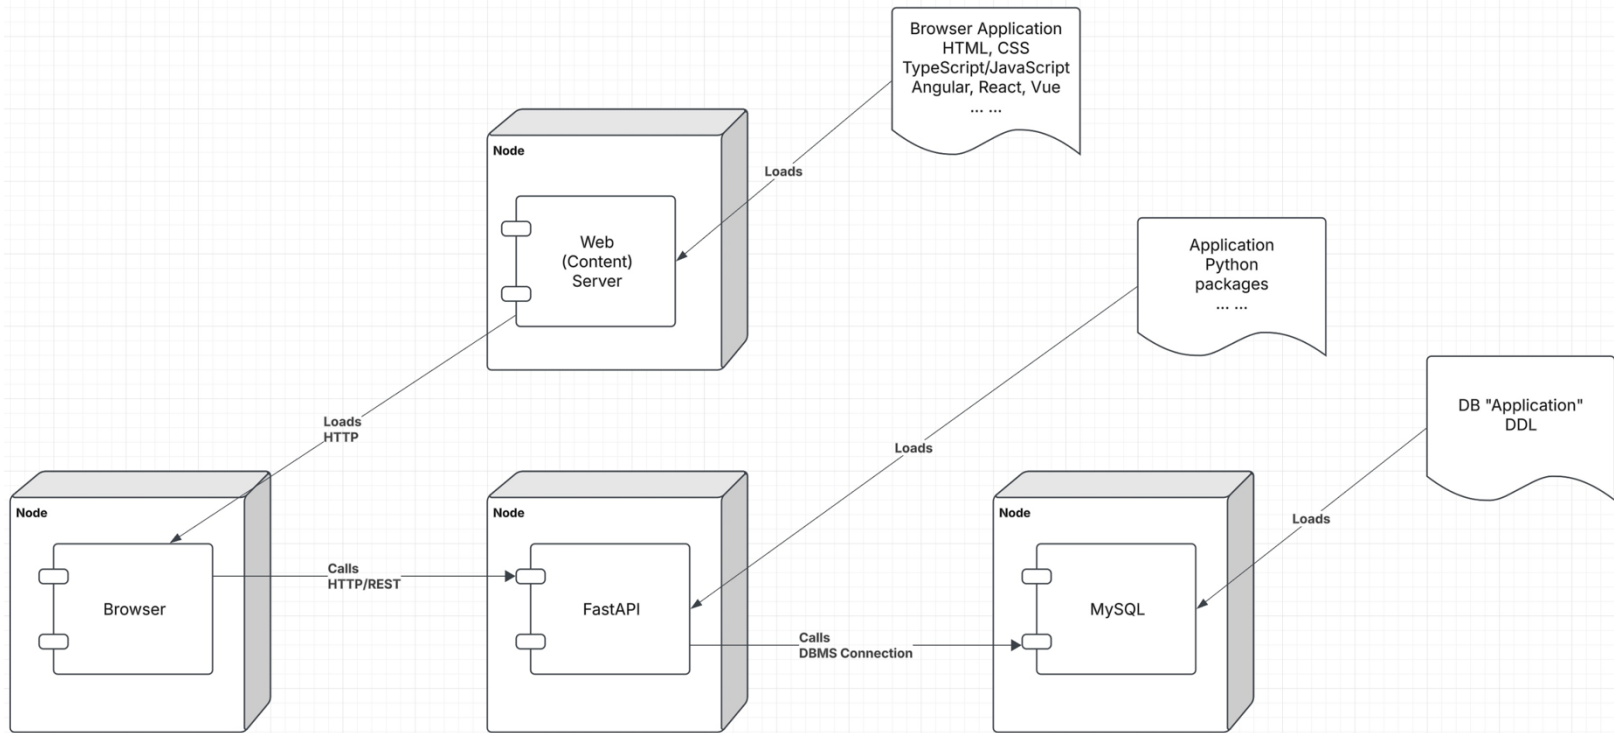 Browser Application
HTML, CSS
TypeScript/JavaScript
Angular, React, Vue
... ...
Node
Loads
Web
(Content)
Server
Application
Python
packages
... ...
DB "Application"
DDL
Loads
HTTP
Loads
Loads
Node
Node
Node
Calls
HTTP/REST
Browser
FastAPI
MySQL
Calls
DBMS Connection